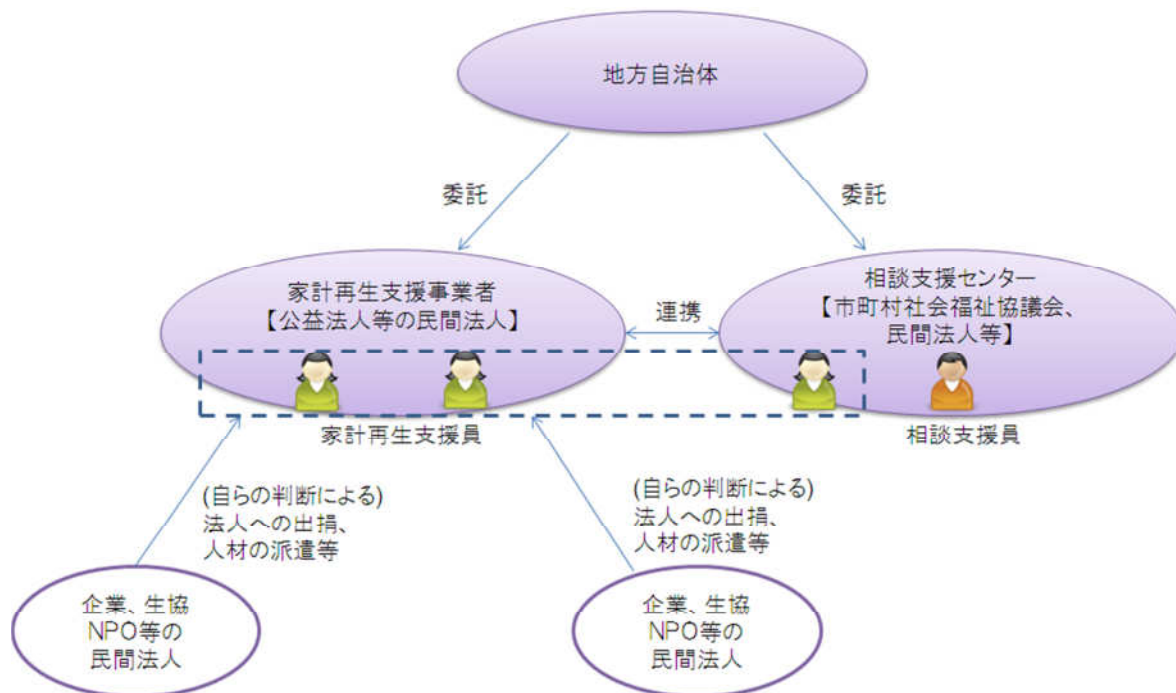 地方自治体
委託
委託
家計再生支援事業者
【公益法人等の民間法人】
連携
相談支援センター
【市町村社会福祉協議会、
民間法人等】
家計再生支援員
相談支援員
(自らの判断による)
法人への出捐、
人材の派遣等
(自らの判断による)
法人への出捐、
人材の派遣等
企業、生協
NPO等の
民間法人
企業、生協
NPO等の
民間法人